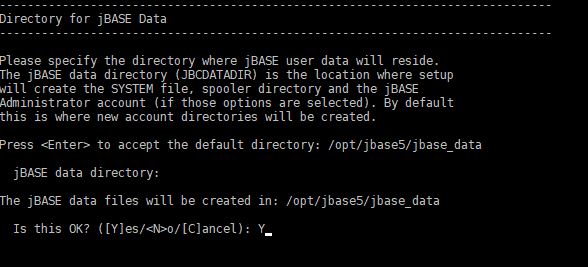 --------------------------------------------------------------------------------
Directory for jBASE Data
--------------------------------------------------------------------------------
Please specify the directory where jBASE user data will reside.
The jBASE data directory (JBCDATADIR) is the location where setup
will create the SYSTEM file, spooler directory and the jBASE
Administrator account (if those options are selected). By default
this is where new account directories will be created.
Press <Enter> to accept the default directory: /opt/jbase5/jbase_data
jBASE data directory:
The jBASE data files will be created in: /opt/jbase5/jbase_data
Is this OK? ([Y]es/<N>o/[C]ancel): Y